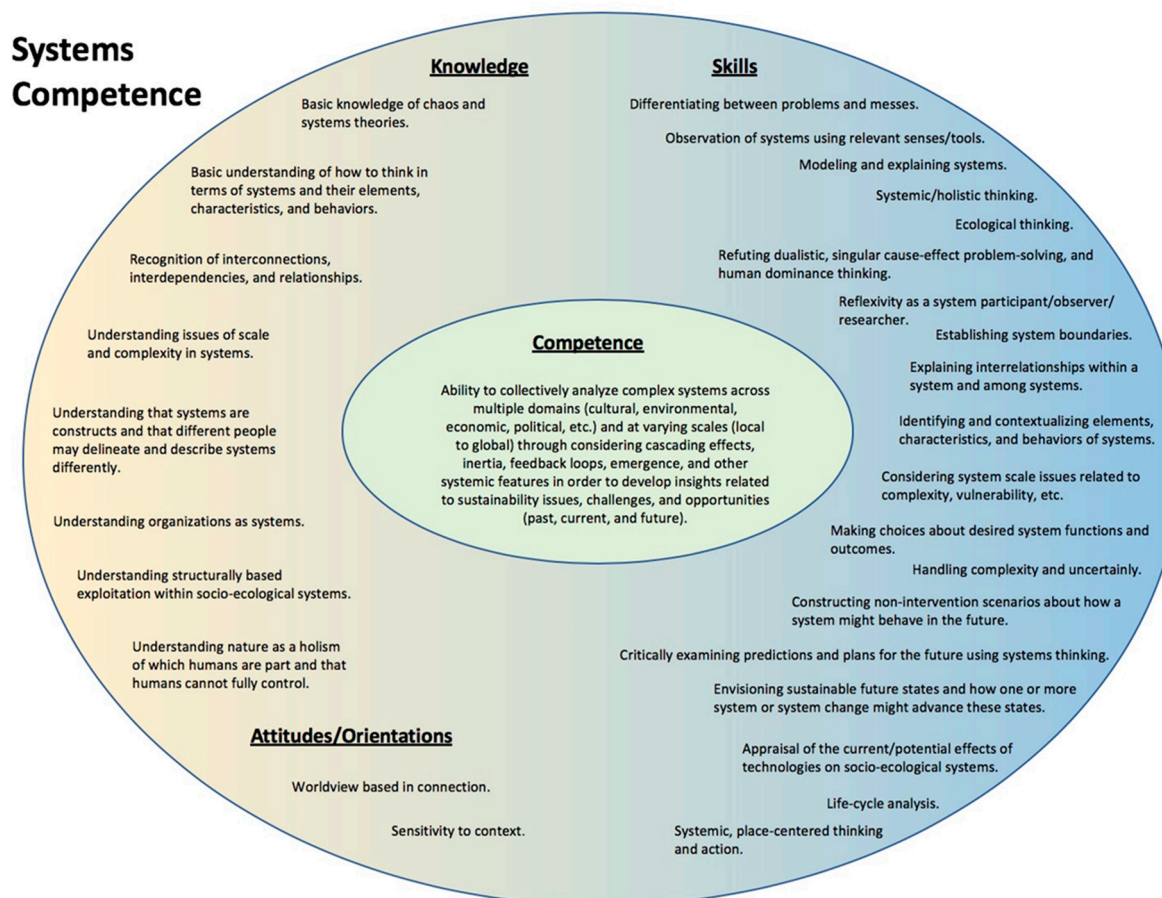 Systems
Competence
Knowledge
Basic knowledge of chaos and
systems theories.
Basic understanding of how to think in
terms of systems and their elements,
characteristics, and behaviors.
Recognition of interconnections,
interdependencies, and relationships.
Understanding issues of scale
and complexity in systems.
Understanding that systems are
constructs and that different people
may delineate and describe systems
differently.
Understanding organizations as systems.
Understanding structurally based
exploitation within socio-ecological systems.
Understanding nature as a holism
of which humans are part and that
humans cannot fully control.
Attitudes/Orientations
Worldview based in connection.
Sensitivity to context.
Competence
Ability to collectively analyze complex systems across
multiple domains (cultural, environmental,
economic, political, etc.) and at varying scales (local
to global) through considering cascading effects,
inertia, feedback loops, emergence, and other
systemic features in order to develop insights related
to sustainability issues, challenges, and opportunities
(past, current, and future).
Skills
Differentiating between problems and messes.
Observation of systems using relevant senses/tools.
Modeling and explaining systems.
Systemic/holistic thinking.
Ecological thinking.
Refuting dualistic, singular cause-effect problem-solving, and
human dominance thinking.
Reflexivity as a system participant/observer/
researcher.
Establishing system boundaries.
Explaining interrelationships within a
system and among systems.
Identifying and contextualizing elements,
characteristics, and behaviors of systems.
Considering system scale issues related to
complexity, vulnerability, etc.
Making choices about desired system functions and
outcomes.
Handling complexity and uncertainly.
Constructing non-intervention scenarios about how a
system might behave in the future.
Critically examining predictions and plans for the future using systems thinking.
Envisioning sustainable future states and how one or more
system or system change might advance these states.
Appraisal of the current/potential effects of
technologies on socio-ecological systems.
Life-cycle analysis.
Systemic, place-centered thinking
and action.